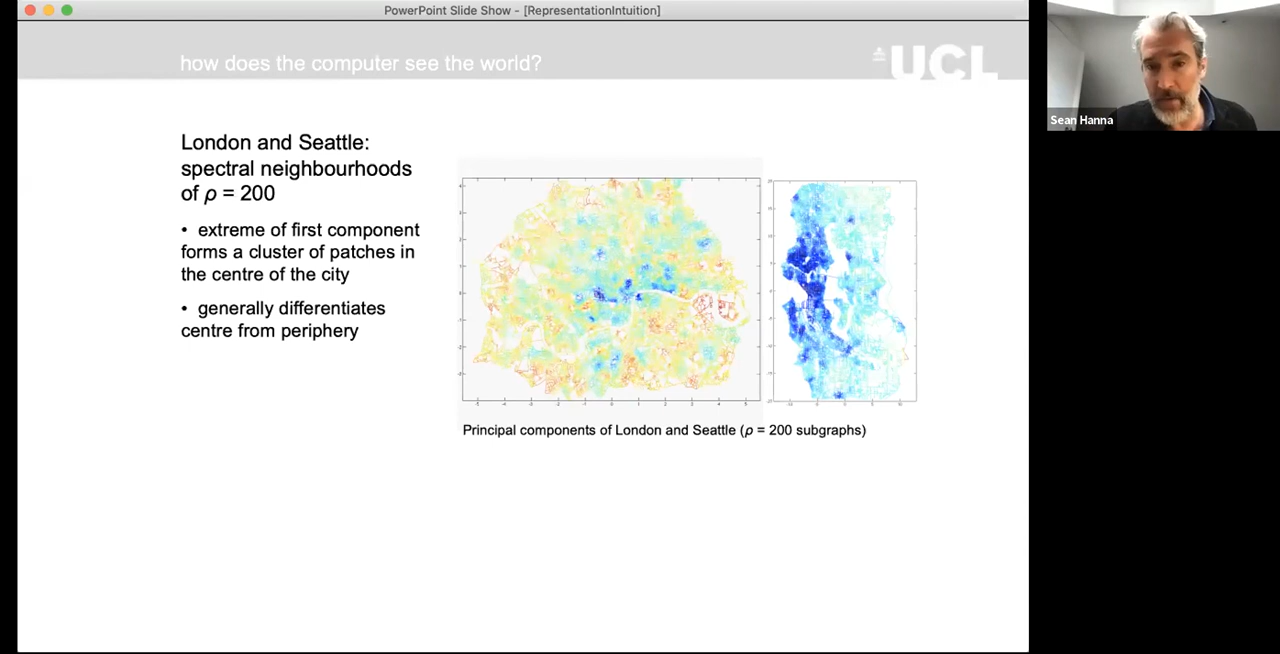 PowerPoint Slide Show - [RepresentationIntuition]
how does the computer see the world?
UCL
Sean Hanna
London and Seattle:
spectral neighbourhoods
of ρ = 200
• extreme of first component
forms a cluster of patches in
the centre of the city
• generally differentiates
centre from periphery
Principal components of London and Seattle (ρ = 200 subgraphs)